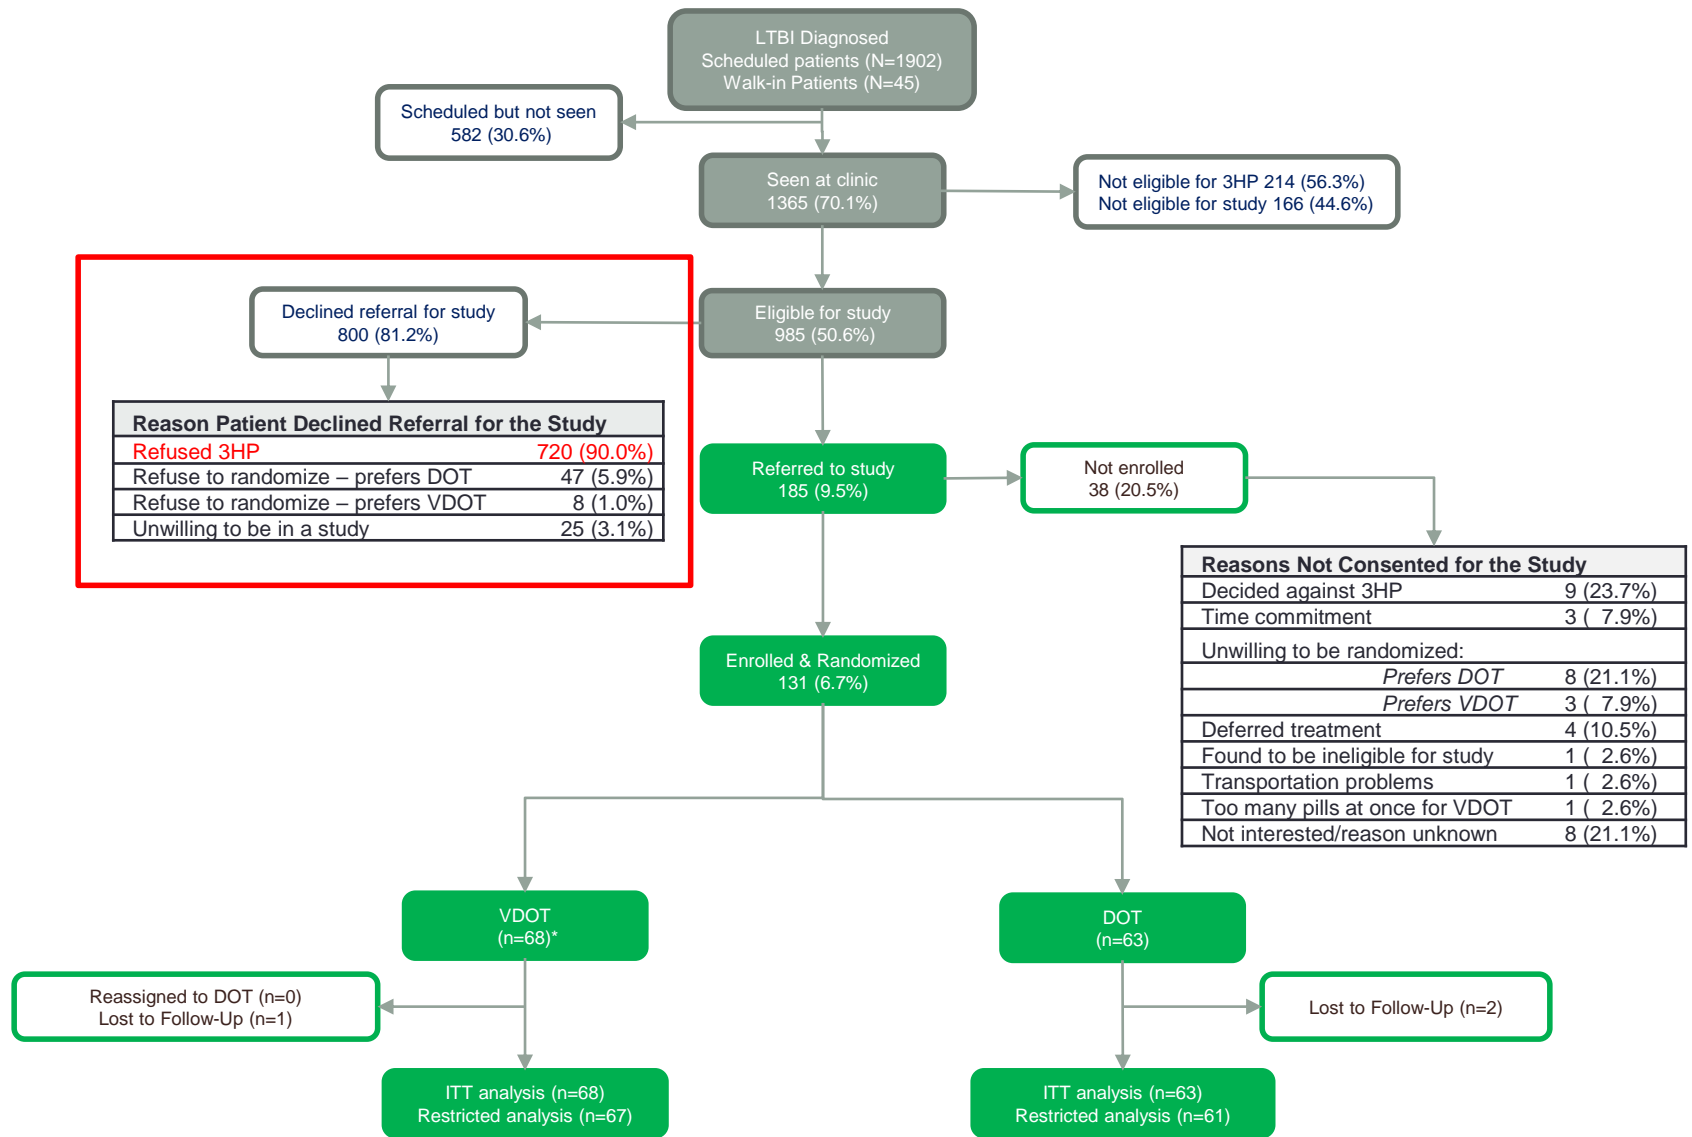 LTBI Diagnosed
Scheduled patients (N=1902)
Walk-in Patients (N=45)
Scheduled but not seen
582 (30.6%)
Seen at clinic
1365 (70.1%)
Not eligible for 3HP 214 (56.3%)
Not eligible for study 166 (44.6%)
Declined referral for study
800 (81.2%)
Eligible for study
985 (50.6%)
Reason Patient Declined Referral for the Study
Refused 3HP 720 (90.0%)
Refuse to randomize – prefers DOT 47 (5.9%)
Refuse to randomize – prefers VDOT 8 (1.0%)
Unwilling to be in a study 25 (3.1%)
Referred to study
185 (9.5%)
Not enrolled
38 (20.5%)
Reasons Not Consented for the Study
Decided against 3HP 9 (23.7%)
Time commitment 3 ( 7.9%)
Unwilling to be randomized:
Prefers DOT 8 (21.1%)
Prefers VDOT 3 ( 7.9%)
Deferred treatment 4 (10.5%)
Found to be ineligible for study 1 ( 2.6%)
Transportation problems 1 ( 2.6%)
Too many pills at once for VDOT 1 ( 2.6%)
Not interested/reason unknown 8 (21.1%)
Enrolled & Randomized
131 (6.7%)
VDOT
(n=68)*
DOT
(n=63)
Reassigned to DOT (n=0)
Lost to Follow-Up (n=1)
Lost to Follow-Up (n=2)
ITT analysis (n=68)
Restricted analysis (n=67)
ITT analysis (n=63)
Restricted analysis (n=61)